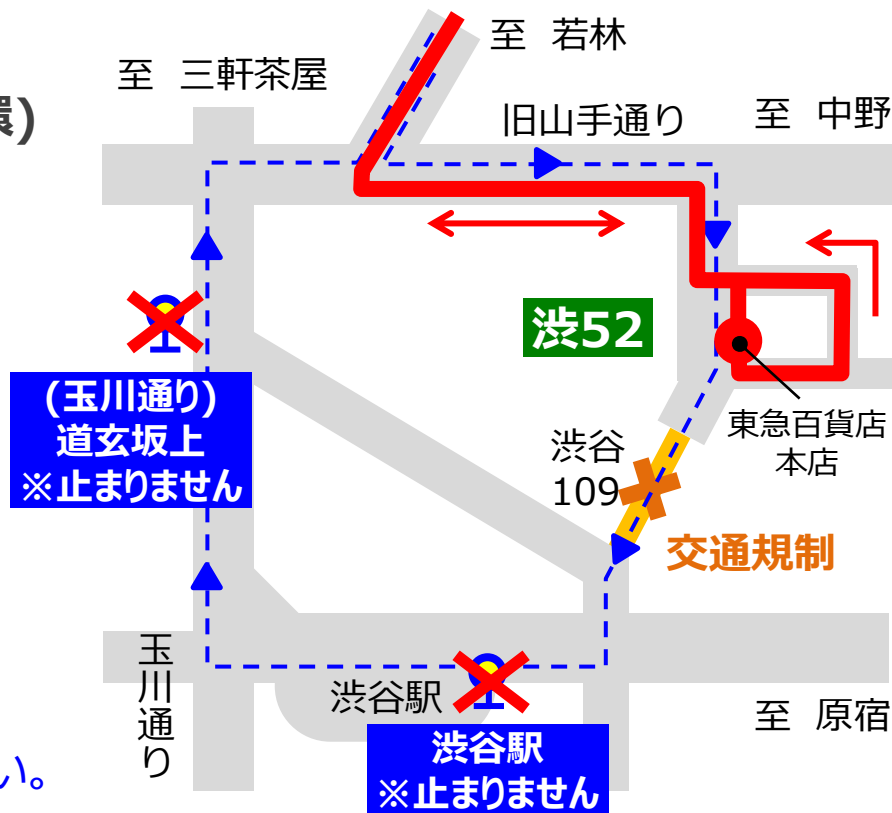 至 若林
至 三軒茶屋
環)
旧山手通り
至 中野
渋52
(玉川通り)
道玄坂上
※止まりません
東急百貨店
本店
渋谷
109
交通規制
玉川通り
渋谷駅
至 原宿
渋谷駅
※止まりません
い。